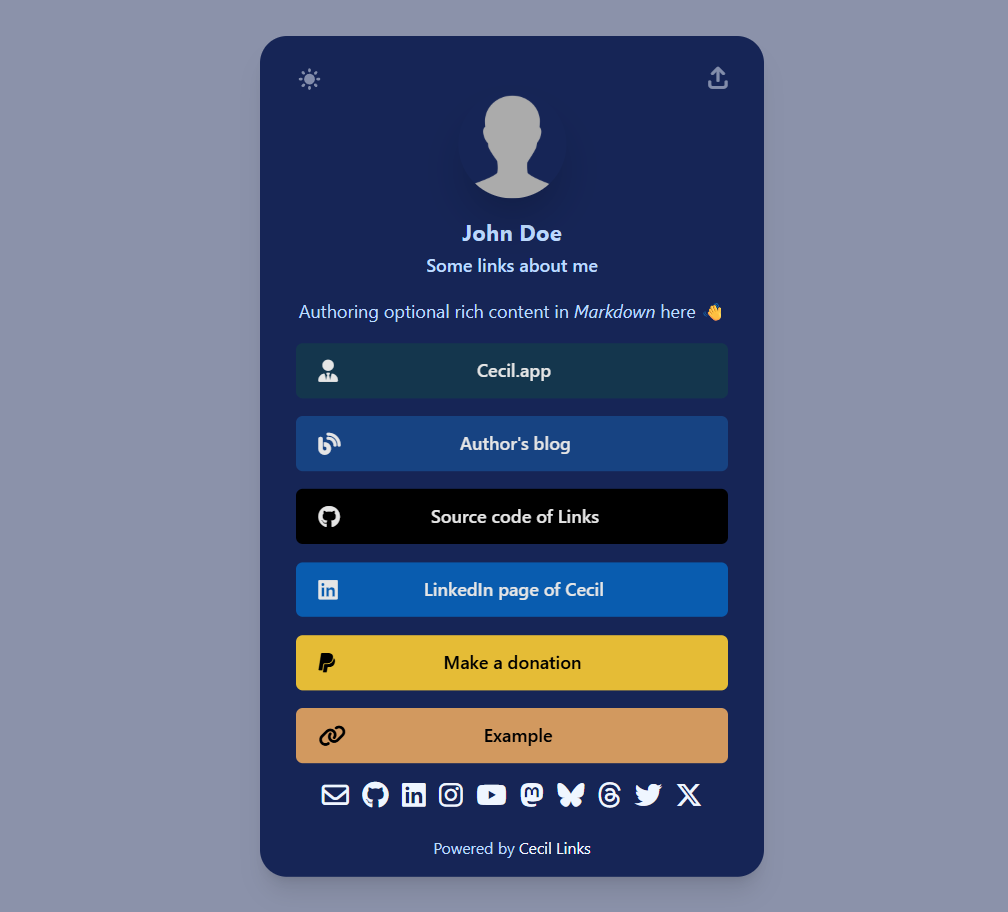 John Doe
Some links about me
Authoring optional rich content in Markdown here 👋
Cecil.app
Author's blog
Source code of Links
LinkedIn page of Cecil
Make a donation
Example
Powered by Cecil Links